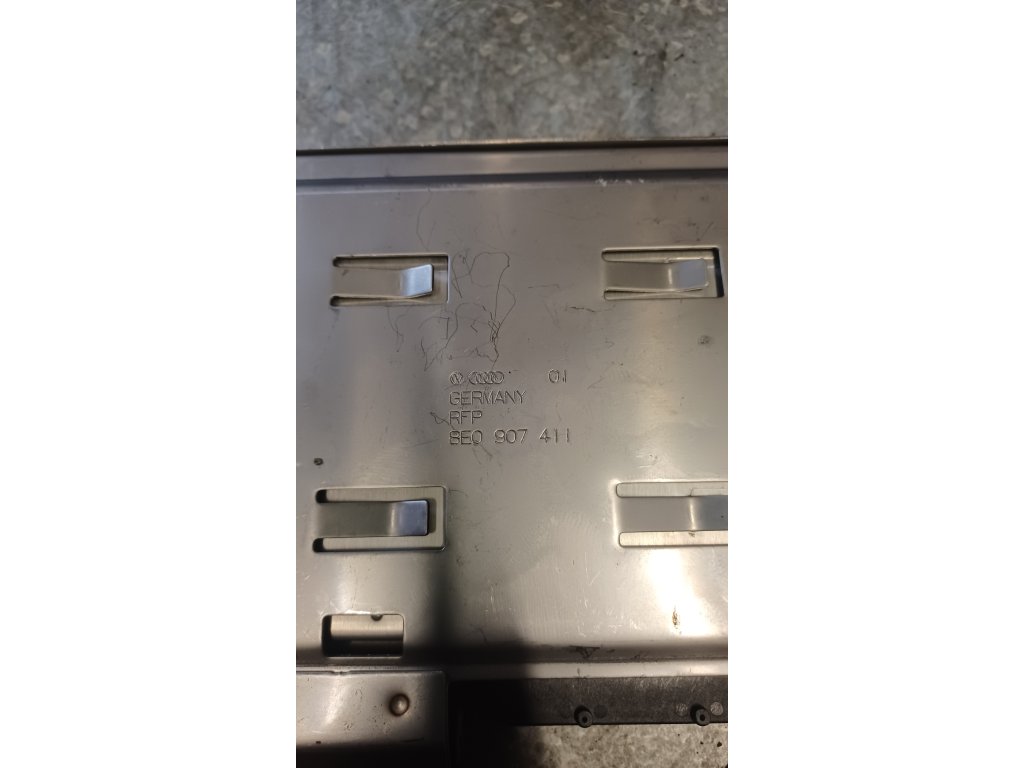 01
GERMANY
RFP
8E0 907 411